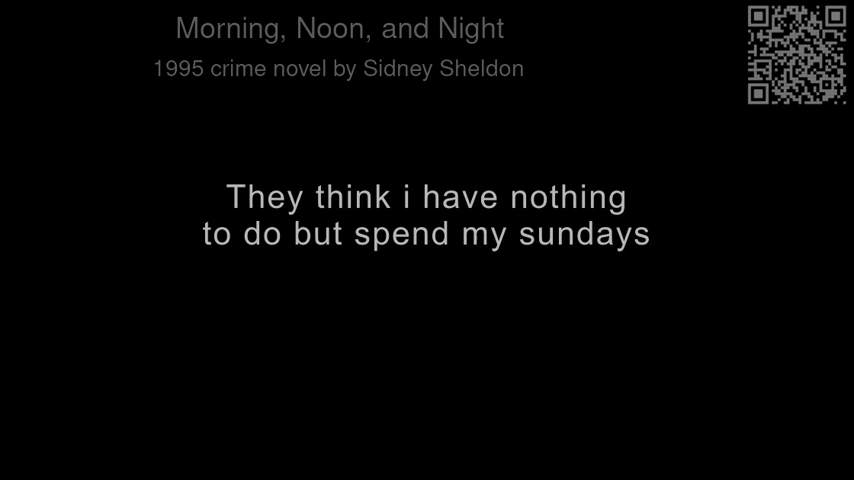 Morning, Noon, and Night
1995 crime novel by Sidney Sheldon
They think i have nothing
to do but spend my sundays